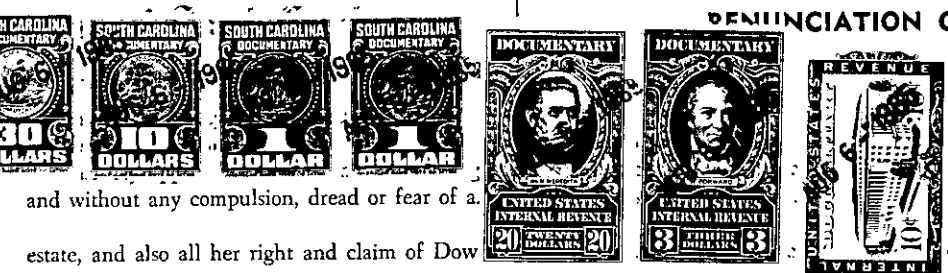 RENUNCIATION
SOUTH CAROLINA
DOCUMENTARY
30
DOLLARS
SOUTH CAROLINA
DOCUMENTARY
10
DOLLARS
SOUTH CAROLINA
DOCUMENTARY
1
DOLLAR
SOUTH CAROLINA
DOCUMENTARY
1
DOLLAR
DOCUMENTARY
WM. M. MEREDITH
UNITED STATES
INTERNAL REVENUE
20 TWENTY DOLLARS 20
DOCUMENTARY
FORWARD
UNITED STATES
INTERNAL REVENUE
3 THREE DOLLARS 3
REVENUE
UNITED STATES
10¢
INTERNAL
and without any compulsion, dread or fear of a
estate, and also all her right and claim of Dow